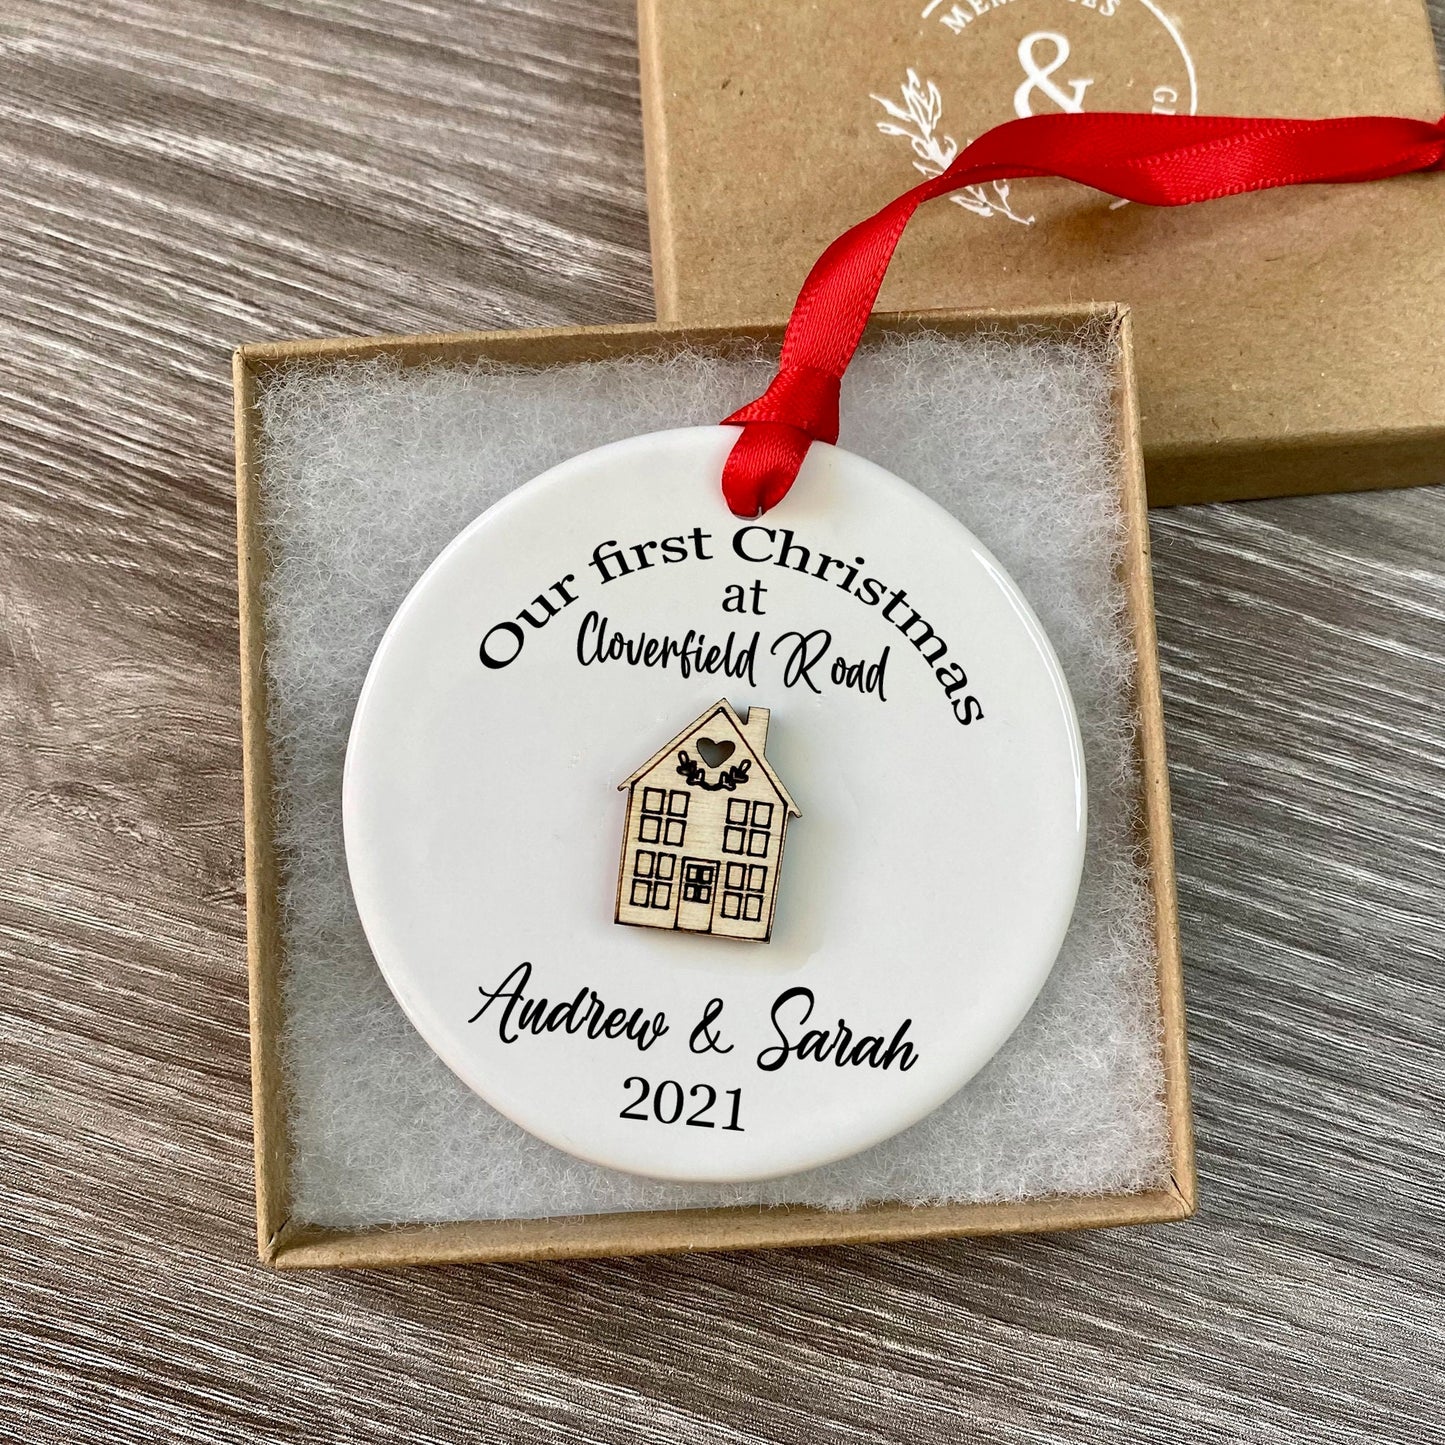 &
Our first Christmas
at
Cloverfield Road
Andrew & Sarah
2021